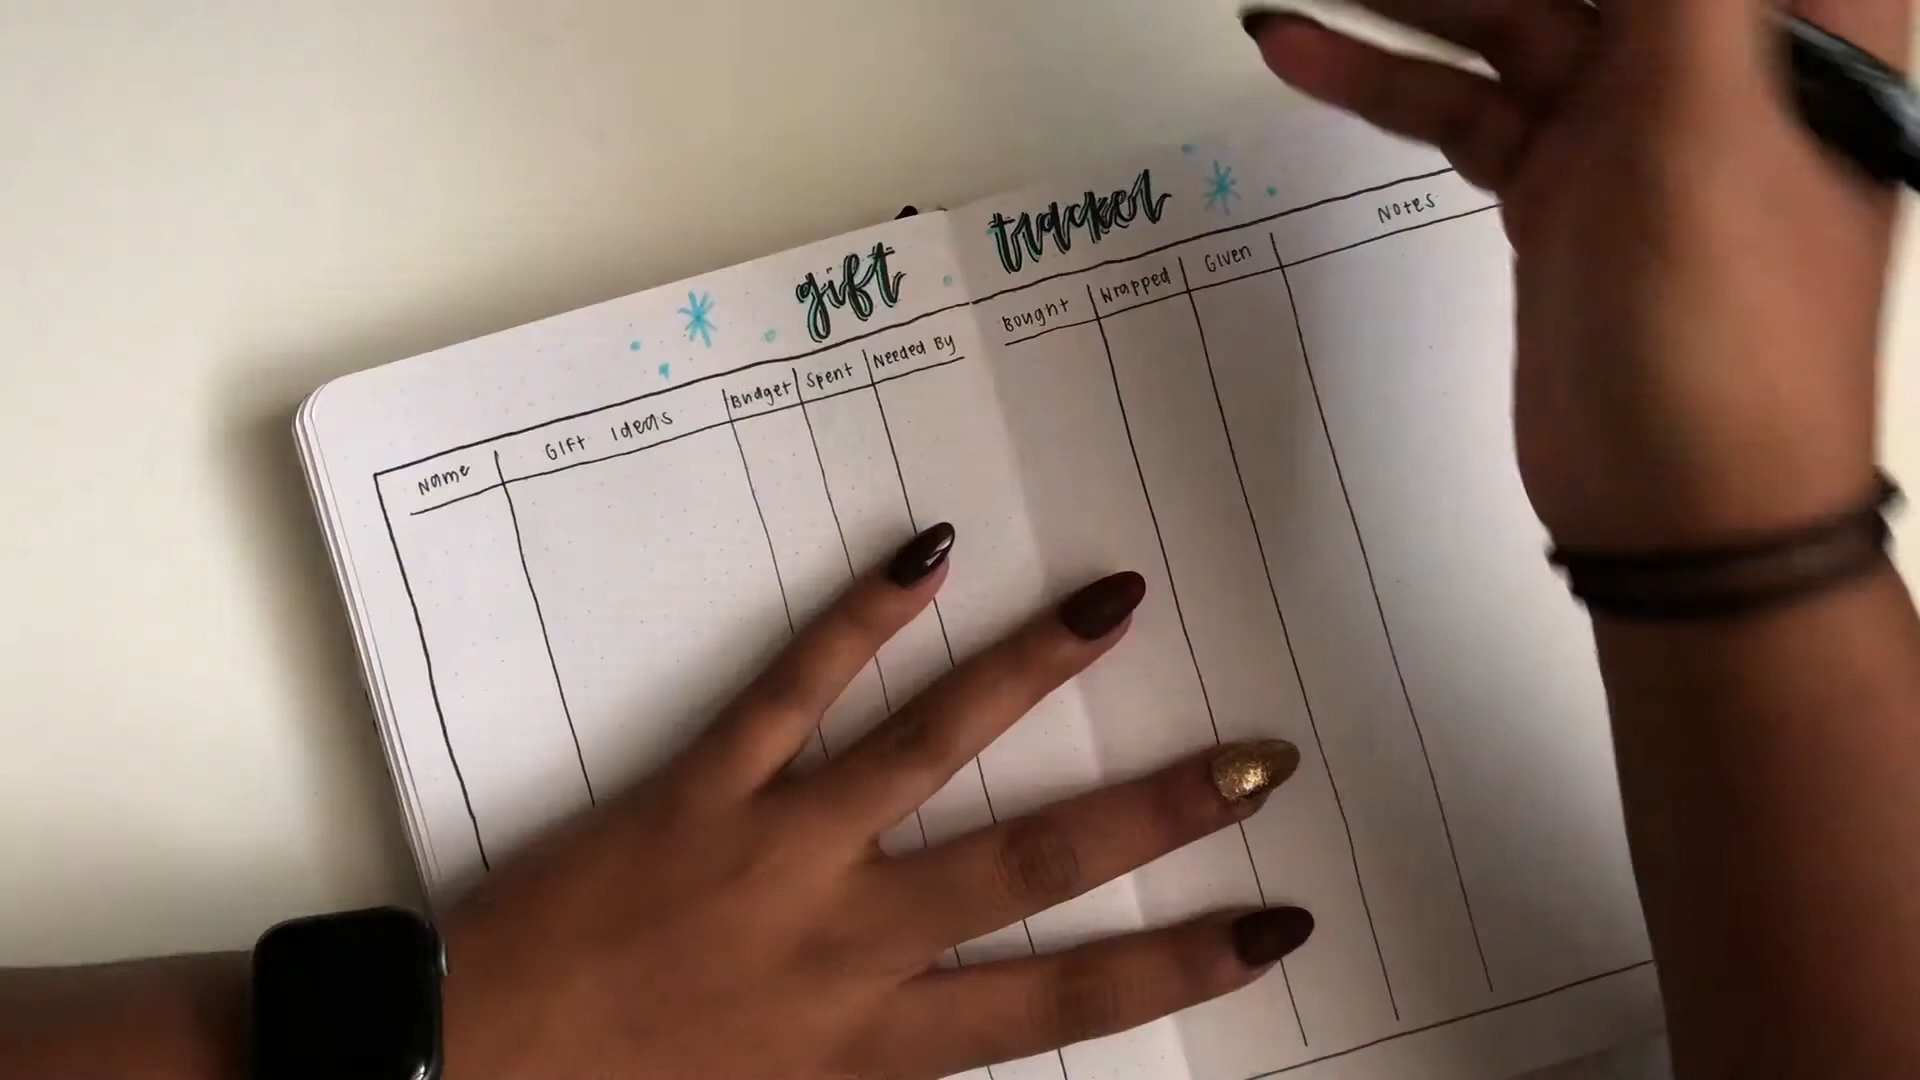 gift tracker
Name Gift Ideas Budget Spent Needed By Bought Wrapped Given Notes